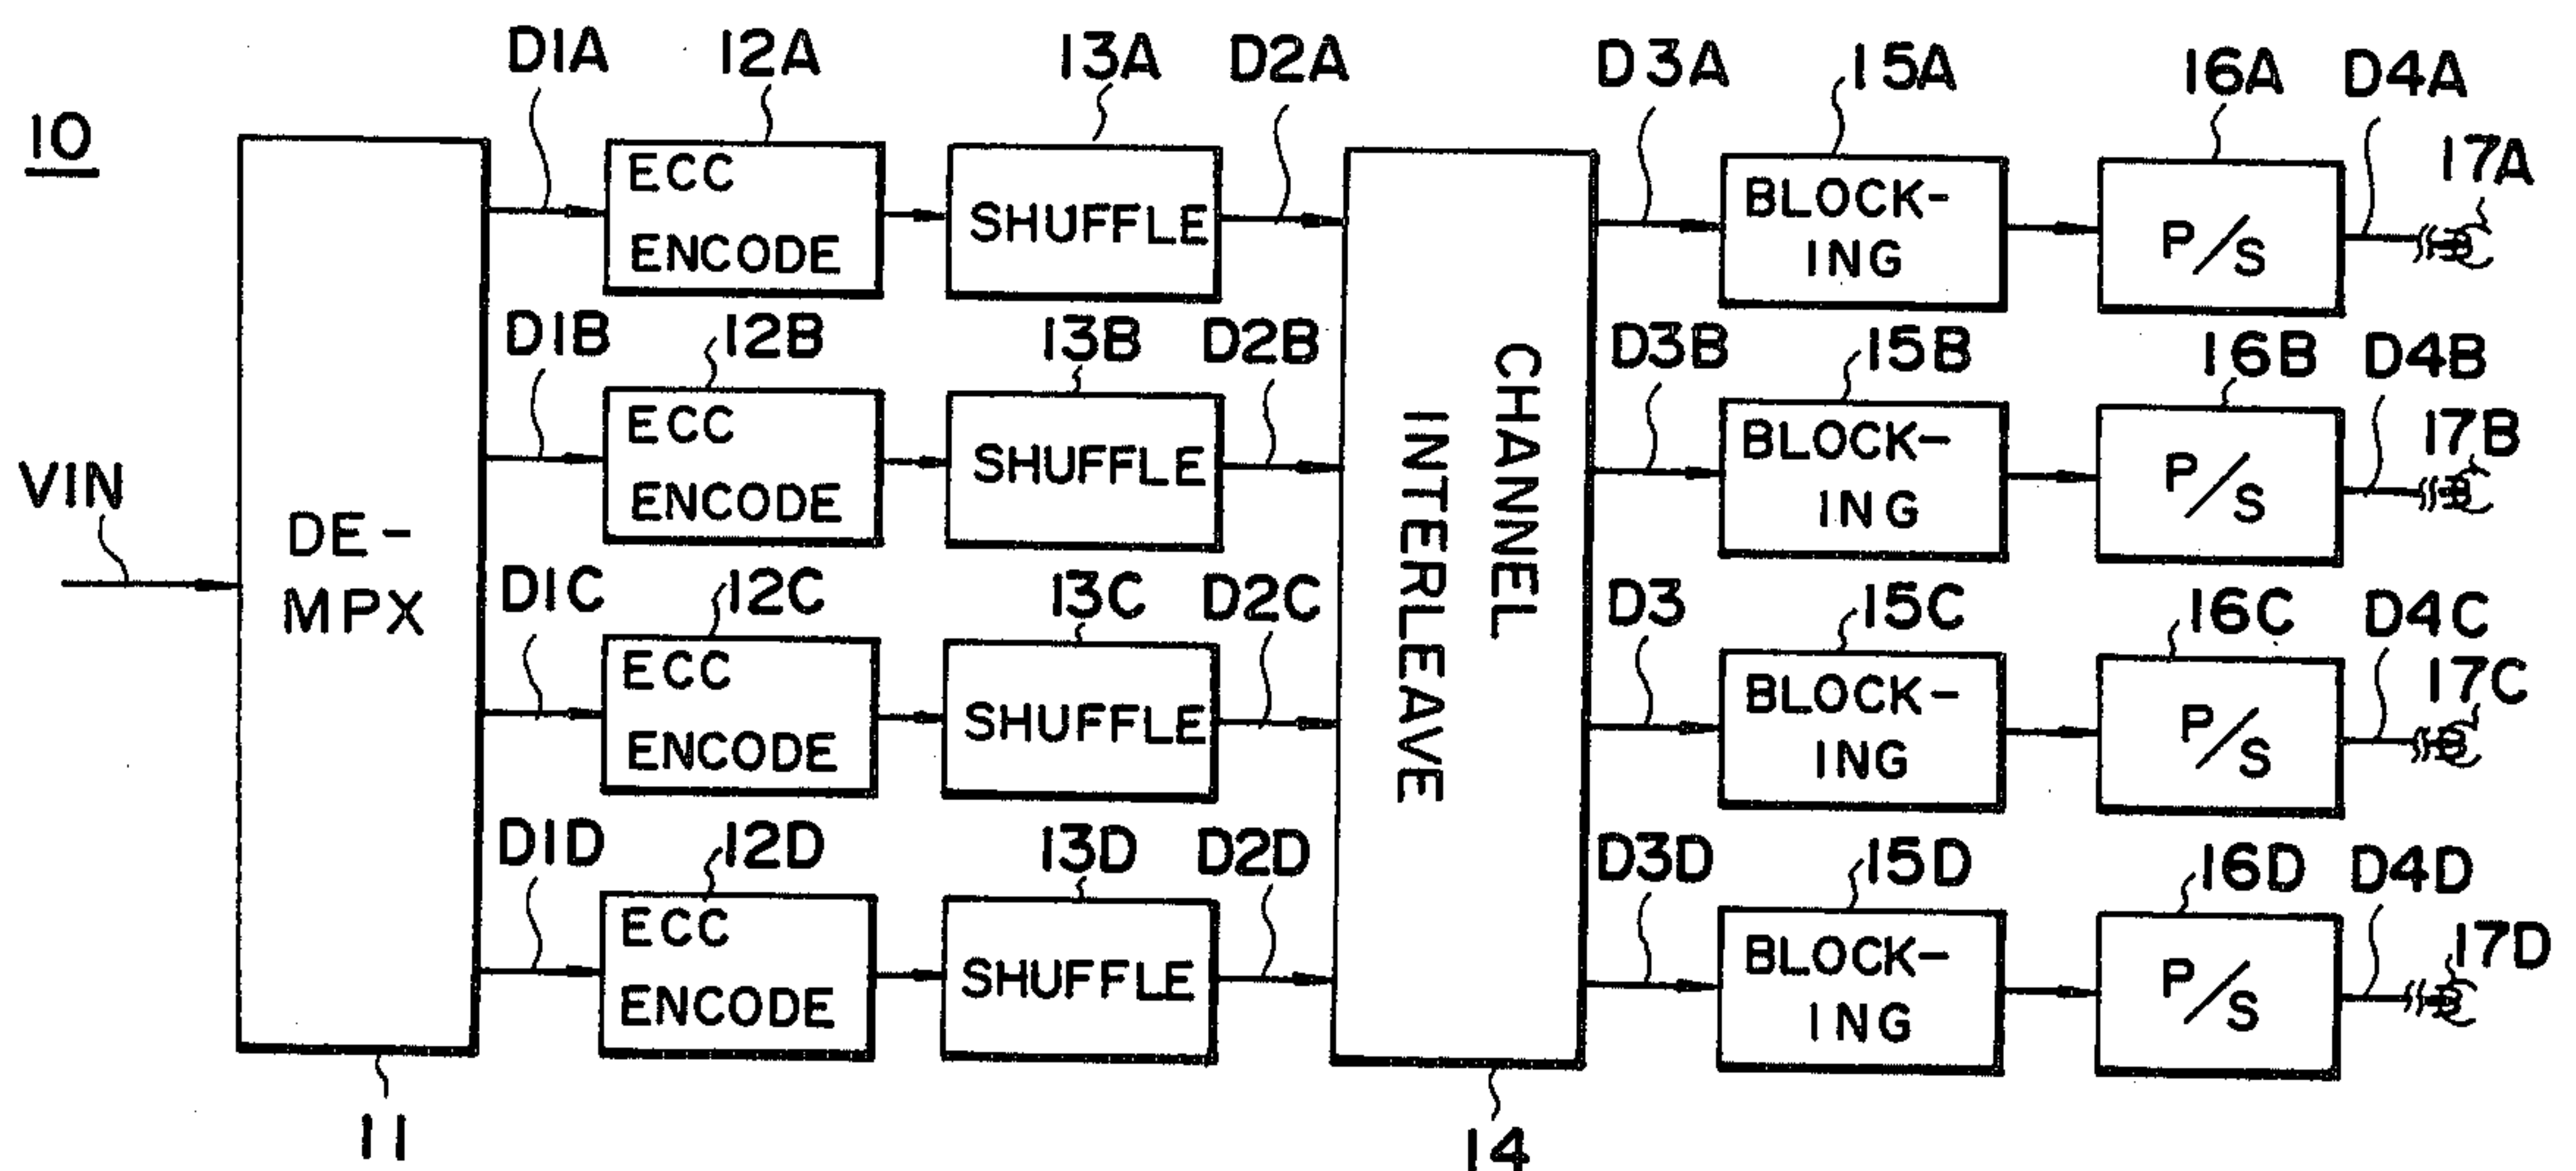 10
D1A
12A
13A
D2A
D3A
15A
16A
D4A
17A
ECC
ENCODE
SHUFFLE
BLOCK-
ING
P/S
D1B
12B
13B
D2B
D3B
15B
16B
D4B
17B
ECC
ENCODE
SHUFFLE
BLOCK-
ING
P/S
VIN
DE-
MPX
CHANNEL
INTERLEAVE
D1C
12C
13C
D2C
D3
15C
16C
D4C
17C
ECC
ENCODE
SHUFFLE
BLOCK-
ING
P/S
D1D
12D
13D
D2D
D3D
15D
16D
D4D
17D
ECC
ENCODE
SHUFFLE
BLOCK-
ING
P/S
11
14